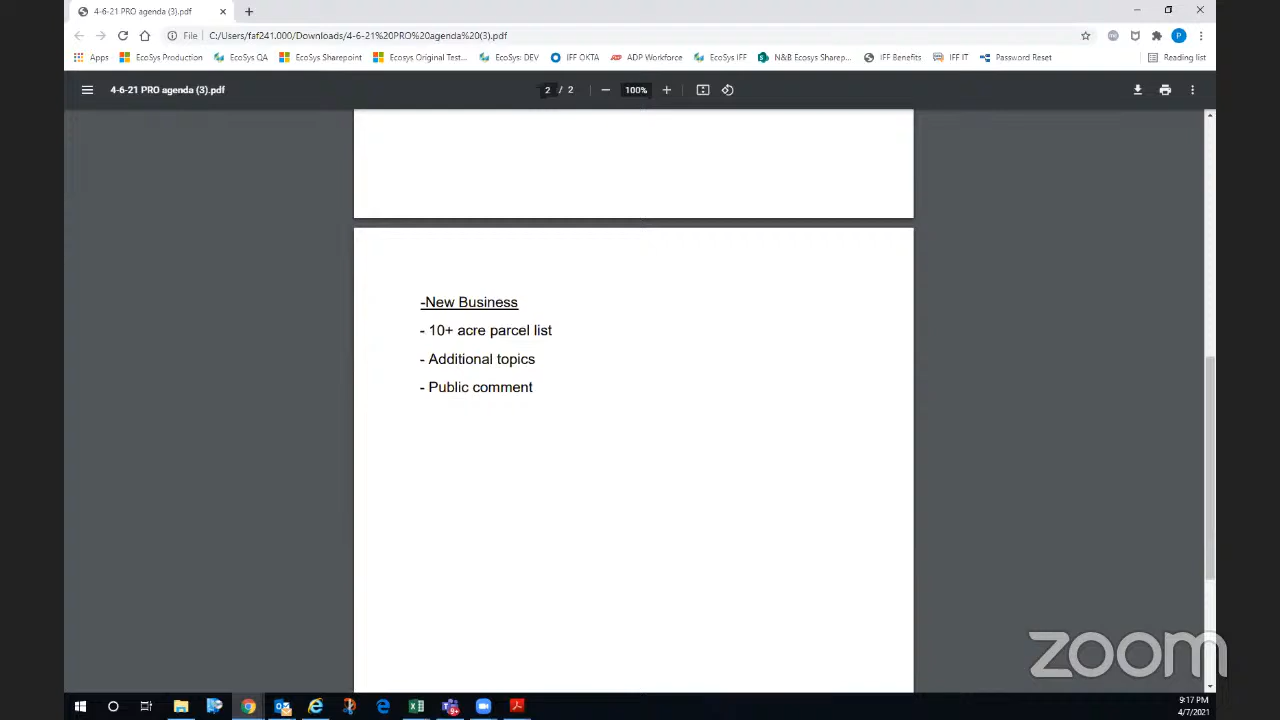 4-6-21 PRO agenda (3).pdf
File
C:/Users/faf241.000/Downloads/4-6-21%20PRO%20agenda%20(3).pdf
Apps
EcoSys Production
EcoSys QA
EcoSys Sharepoint
Ecosys Original Test...
EcoSys: DEV
IFF OKTA
ADP Workforce
EcoSys IFF
N&B Ecosys Sharep...
IFF Benefits
IFF IT
Password Reset
Reading list
4-6-21 PRO agenda (3).pdf
2 / 2
100%
-New Business
- 10+ acre parcel list
- Additional topics
- Public comment
zoom
9:17 PM
4/7/2021